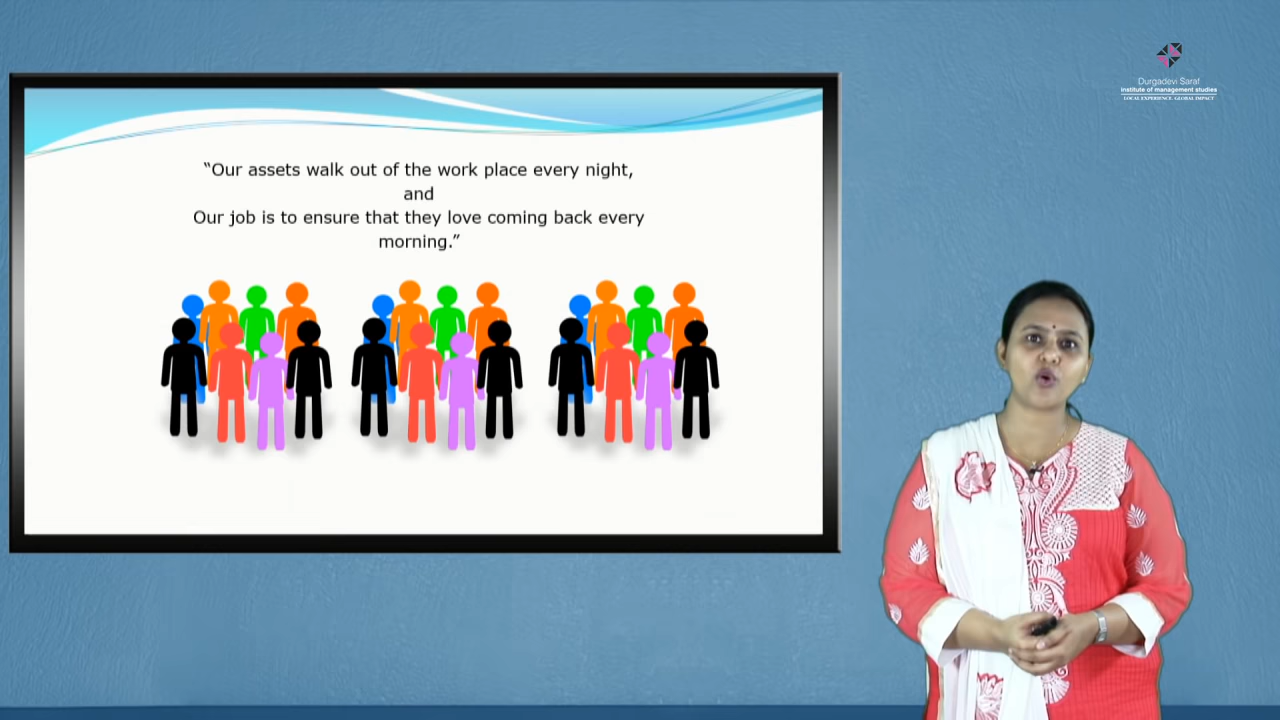 “Our assets walk out of the work place every night,
and
Our job is to ensure that they love coming back every
morning.”
Durgadevi Saraf
institute of management studies
LOCAL EXPERIENCE. GLOBAL IMPACT